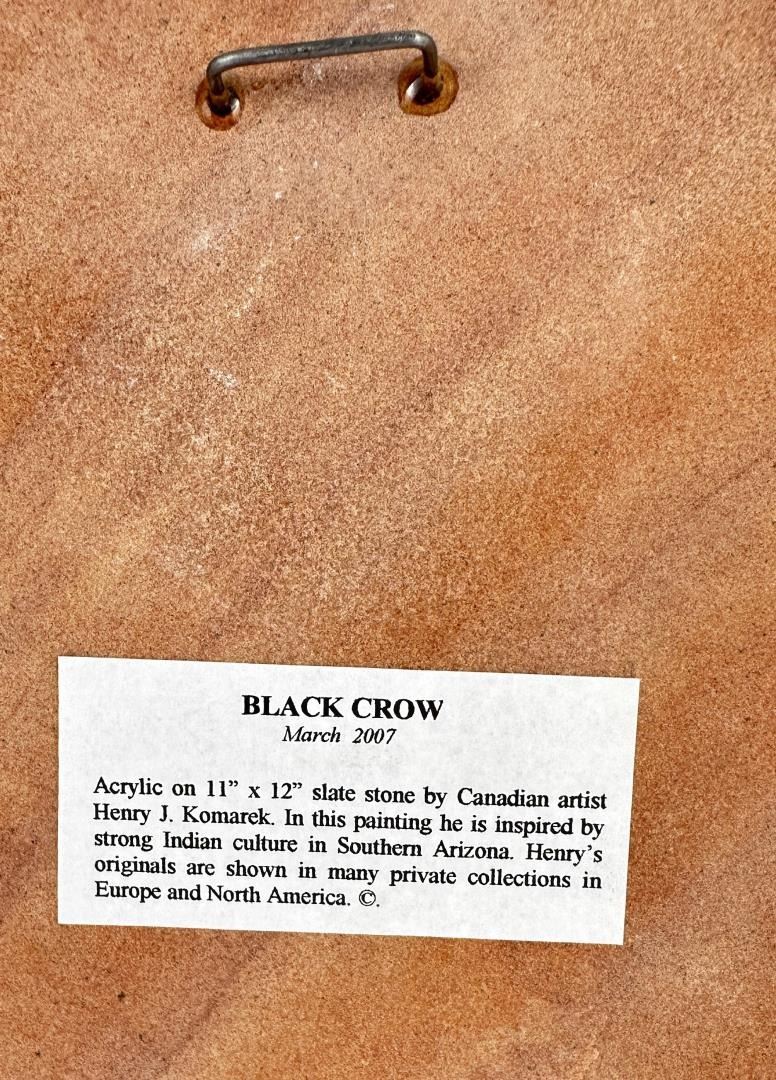 BLACK CROW
March 2007
Acrylic on 11” x 12” slate stone by Canadian artist
Henry J. Komarek. In this painting he is inspired by
strong Indian culture in Southern Arizona. Henry’s
originals are shown in many private collections in
Europe and North America. ©.